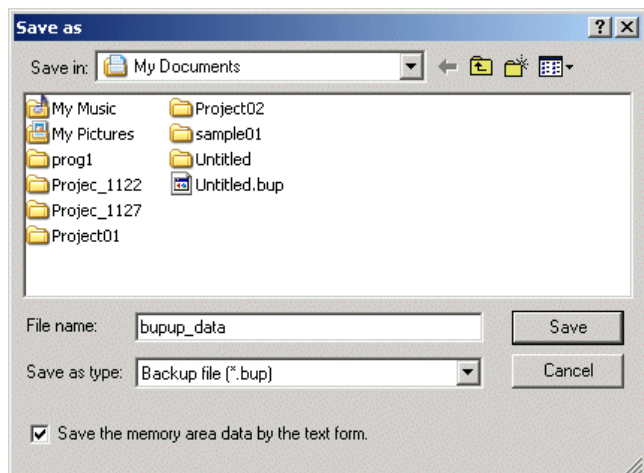 Save as
Save in: My Documents
My Music
My Pictures
prog1
Projec_1122
Projec_1127
Project01
Project02
sample01
Untitled
Untitled.bup
File name: bupup_data
Save
Save as type: Backup file (*.bup)
Cancel
Save the memory area data by the text form.